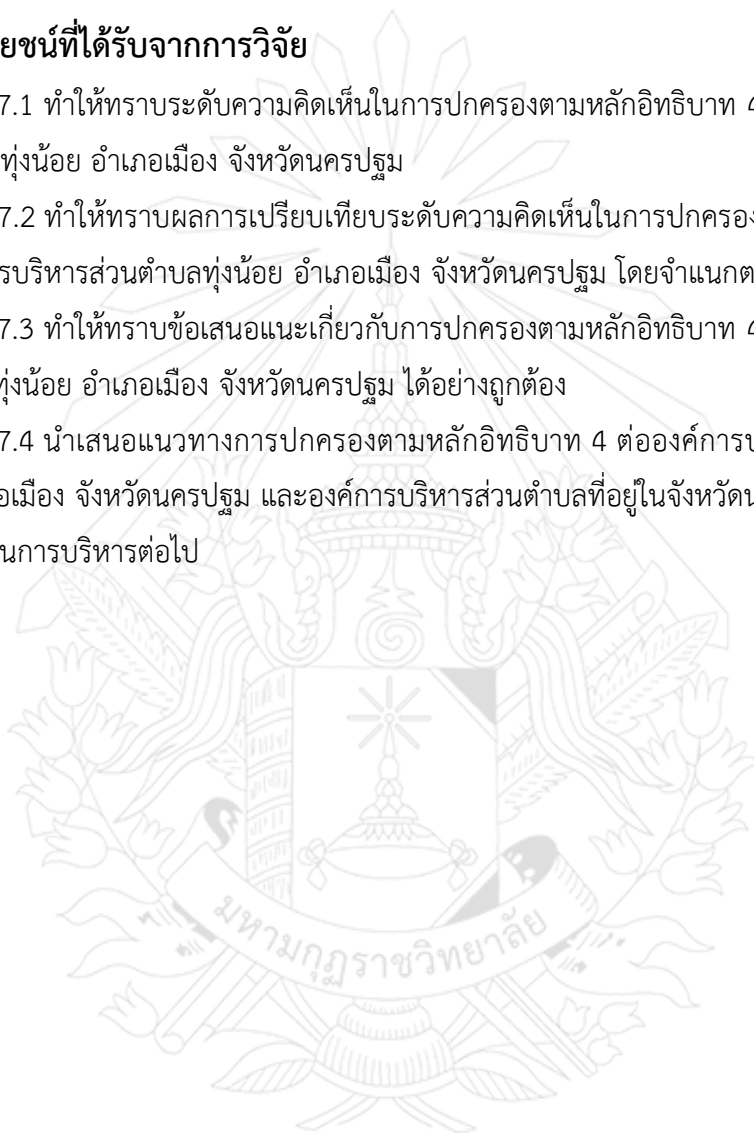 ยชน์ที่ได้รับจากการวิจัย
7.1 ทำให้ทราบระดับความคิดเห็นในการปกครองตามหลักอิทธิบาท 4
ทุ่งน้อย อำเภอเมือง จังหวัดนครปฐม
7.2 ทำให้ทราบผลการเปรียบเทียบระดับความคิดเห็นในการปกครอง
รบริหารส่วนตำบลทุ่งน้อย อำเภอเมือง จังหวัดนครปฐม โดยจำแนกต
7.3 ทำให้ทราบข้อเสนอแนะเกี่ยวกับการปกครองตามหลักอิทธิบาท 4
ทุ่งน้อย อำเภอเมือง จังหวัดนครปฐม ได้อย่างถูกต้อง
7.4 นำเสนอแนวทางการปกครองตามหลักอิทธิบาท 4 ต่อองค์การบ
อเมือง จังหวัดนครปฐม และองค์การบริหารส่วนตำบลที่อยู่ในจังหวัดน
นการบริหารต่อไป
มหามกุฏราชวิทยาลัย